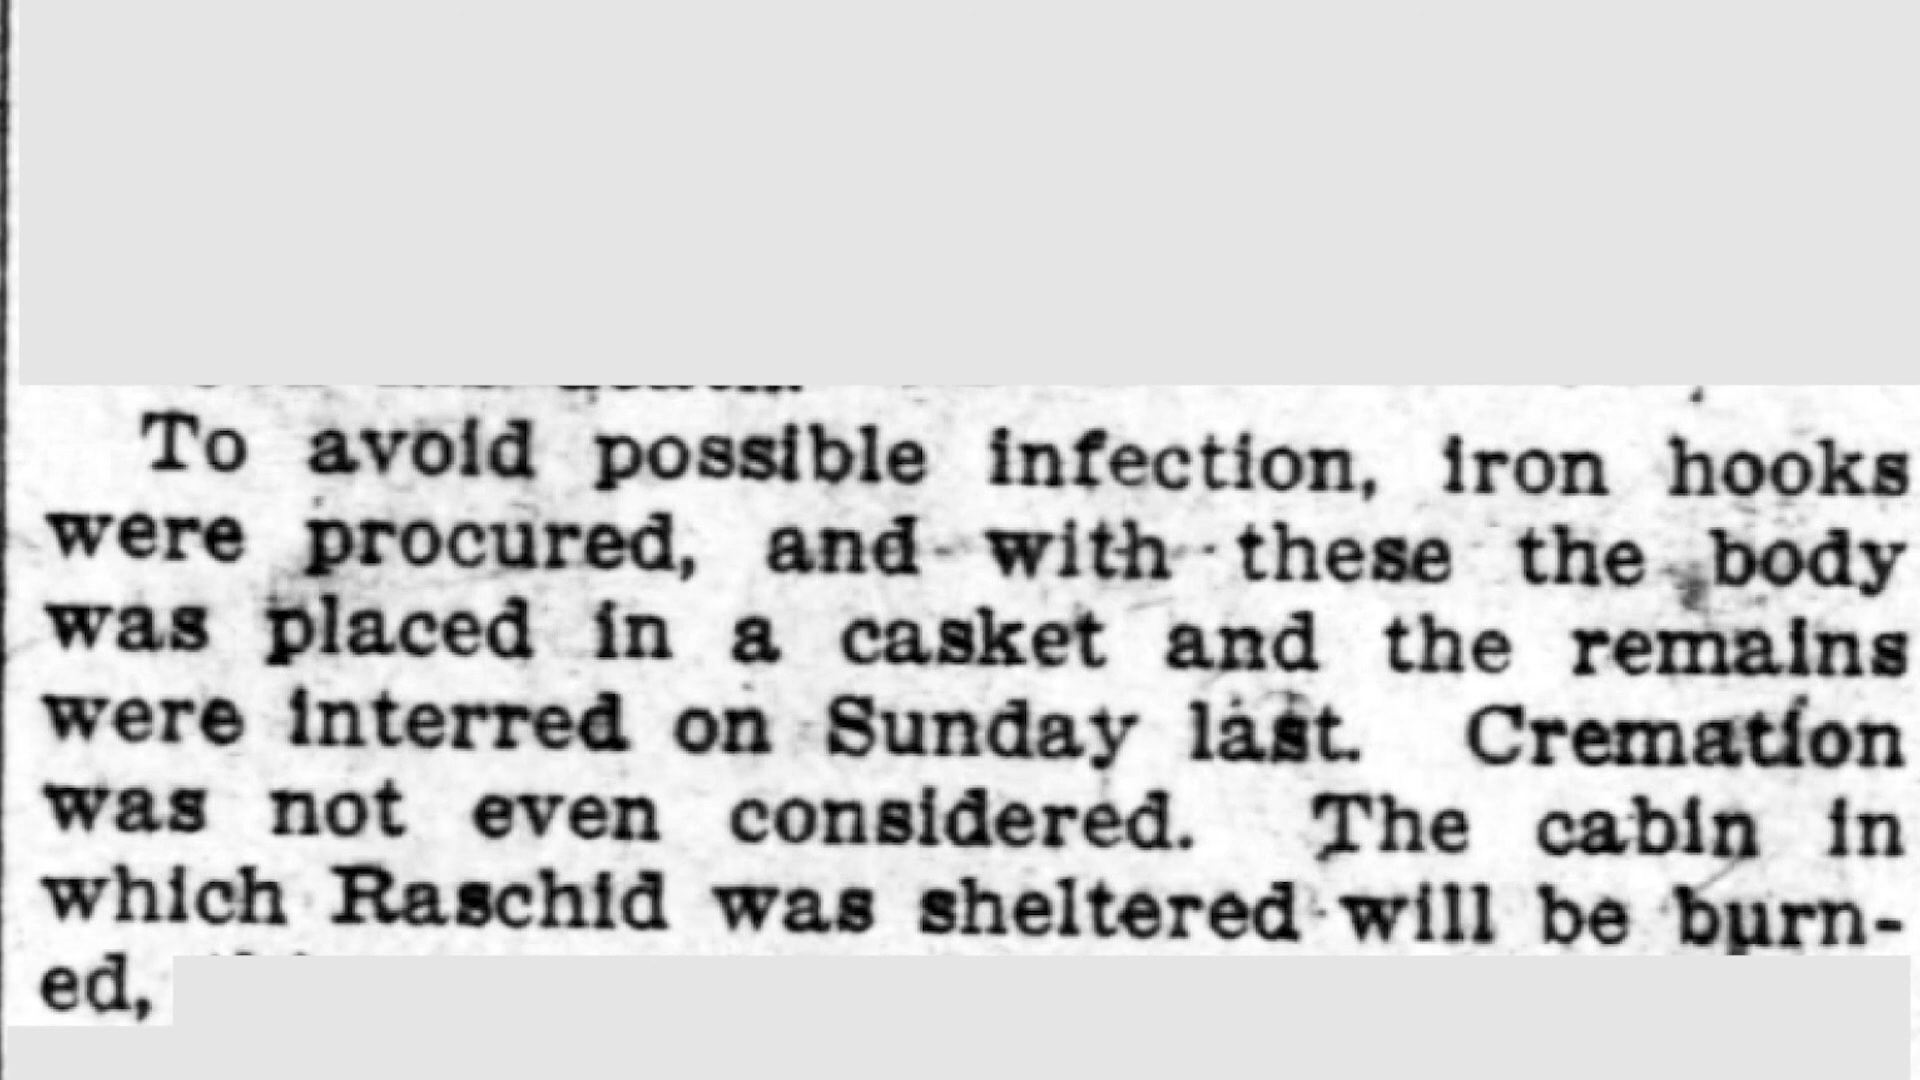 To avoid possible infection, iron hooks
were procured, and with these the body
was placed in a casket and the remains
were interred on Sunday last. Cremation
was not even considered. The cabin in
which Raschid was sheltered will be burn-
ed,